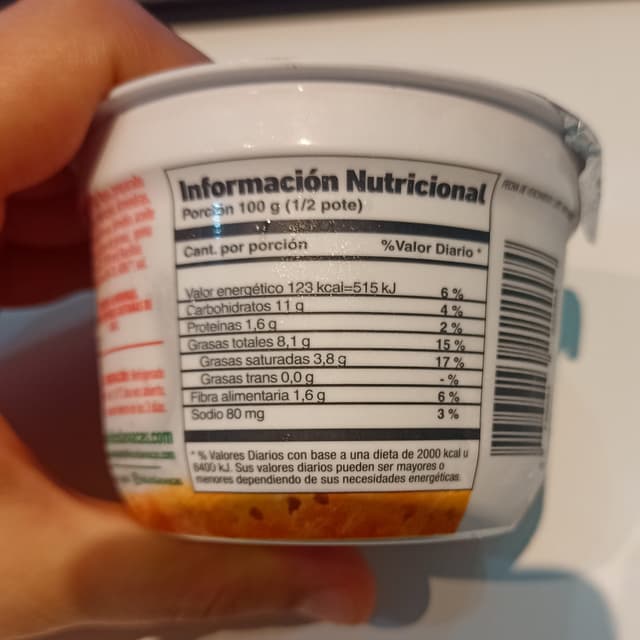 Información Nutricional
Porción 100 g (1/2 pote)
Cant. por porción %Valor Diario *
Valor energético 123 kcal=515 kJ 6 %
Carbohidratos 11 g 4 %
Proteínas 1,6 g 2 %
Grasas totales 8,1 g 15 %
Grasas saturadas 3,8 g 17 %
Grasas trans 0,0 g - %
Fibra alimentaria 1,6 g 6 %
Sodio 80 mg 3 %
* % Valores Diarios con base a una dieta de 2000 kcal u
8400 kJ. Sus valores diarios pueden ser mayores o
menores dependiendo de sus necesidades energéticas.